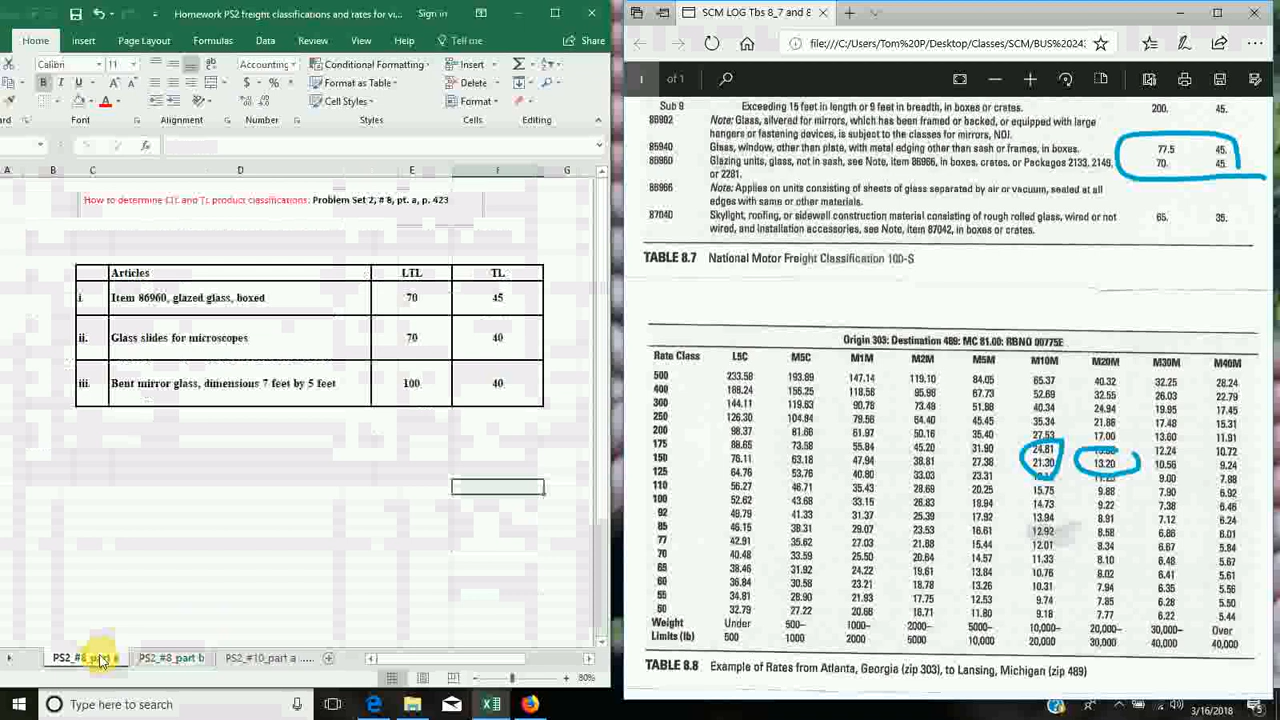 Homework PS2 freight classifications and rates for vi
SCM LOG Tbs 8_7 and 8
Home Insert Page Layout Formulas Data Review View Help Tell me Share
file:///C:/Users/Tom%20P/Desktop/Classes/SCM/BUS%2024
Calibri 11 Accounting Conditional Formatting Insert
Format as Table Delete
Cell Styles Format
Font Alignment Number Styles Cells Editing
of 1
C D E F G
How to determine LTL and TL product classifications: Problem Set 2, # 8, pt. a, p. 423
Articles LTL TL
i. Item 86960, glazed glass, boxed 70 45
ii. Glass slides for microscopes 70 40
iii. Bent mirror glass, dimensions 7 feet by 5 feet 100 40
PS2_#8_part PS2_#8_part b PS2_#10_part a ..... 80%
Sub 9 Exceeding 15 feet in length or 9 feet in breadth, in boxes or crates. 200. 45.
86902 Note: Glass, silvered for mirrors, which has been framed or backed, or equipped with large
hangers or fastening devices, is subject to the classes for mirrors, NOI.
85940 Glass, window, other than plate, with metal edging other than sash or frames, in boxes. 77.5 45.
86960 Glazing units, glass, not in sash, see Note, item 86966, in boxes, crates, or Packages 2133, 2149, 70. 45.
or 2281.
86966 Note: Applies on units consisting of sheets of glass separated by air or vacuum, sealed at all
edges with same or other materials.
87040 Skylight, roofing, or sidewell construction material consisting of rough rolled glass, wired or not 65. 35.
wired, and installation accessories, see Note, item 87042, in boxes or crates.
TABLE 8.7 National Motor Freight Classification 100-S
Origin 303: Destination 489: MC 81.00: RBNO 00775E
Rate Class L5C M5C M1M M2M M5M M10M M20M M30M M40M
500 233.58 193.89 147.14 119.10 84.05 65.37 40.32 32.25 28.24
400 188.24 156.25 118.58 95.98 67.73 52.69 32.55 26.03 22.79
300 144.11 119.63 90.78 73.48 51.88 40.34 24.94 19.95 17.45
250 126.30 104.84 79.56 64.40 45.45 35.34 21.86 17.48 15.31
200 98.37 81.66 61.97 50.16 35.40 27.53 17.00 13.60 11.91
175 88.65 73.58 55.84 45.20 31.90 24.81 12.24 10.72
150 76.11 63.18 47.94 38.81 27.38 21.30 13.20 10.56 9.24
125 64.76 53.76 40.80 33.03 23.31 9.00 7.88
110 56.27 46.71 35.43 28.69 20.25 15.75 9.88 7.90 6.92
100 52.62 43.68 33.15 26.83 18.94 14.73 9.22 7.38 6.46
92 49.79 41.33 31.37 25.39 17.92 13.94 8.91 7.12 6.24
85 46.15 38.31 29.07 23.53 16.61 12.92 8.58 6.86 6.01
77 42.91 35.62 27.03 21.88 15.44 12.01 8.34 6.67 5.84
70 40.48 33.59 25.50 20.64 14.57 11.33 8.10 6.48 5.67
65 38.46 31.92 24.22 19.61 13.84 10.76 8.02 6.41 5.61
60 36.84 30.58 23.21 18.78 13.26 10.31 7.94 6.35 5.56
55 34.81 28.90 21.93 17.75 12.53 9.74 7.85 6.28 5.50
50 32.79 27.22 20.66 16.71 11.80 9.18 7.77 6.22 5.44
Weight Under 500– 1000– 2000– 5000– 10,000– 20,000– 30,000– Over
Limits (lb) 500 1000 2000 5000 10,000 20,000 30,000 40,000 40,000
TABLE 8.8 Example of Rates from Atlanta, Georgia (zip 303), to Lansing, Michigan (zip 489)
Type here to search 3/16/2018